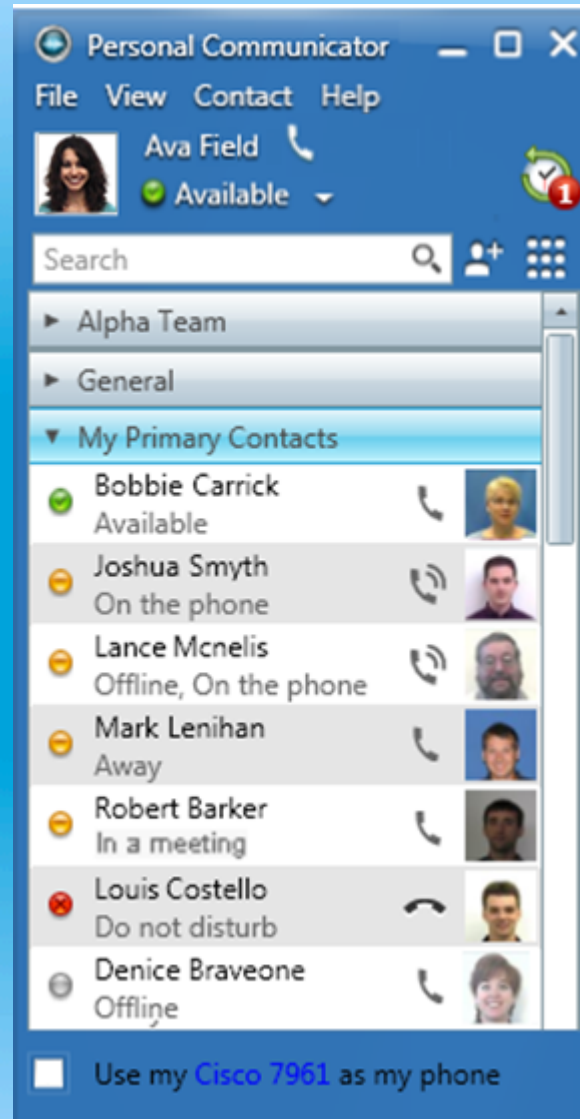 Personal Communicator
File View Contact Help
Ava Field
Available
1
Search
Alpha Team
General
My Primary Contacts
Bobbie Carrick
Available
Joshua Smyth
On the phone
Lance Mcnelis
Offline, On the phone
Mark Lenihan
Away
Robert Barker
In a meeting
Louis Costello
Do not disturb
Denice Braveone
Offline
Use my Cisco 7961 as my phone